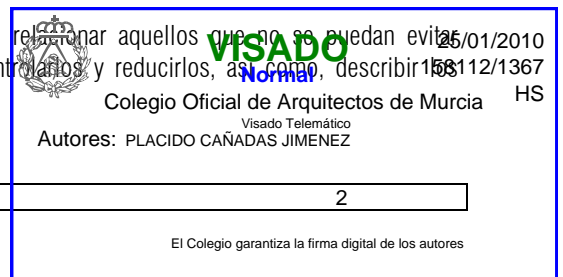 relacionar aquellos que no se puedan evitar
VISADO
25/01/2010
y reducirlos, así como, describir los
Normal
158112/1367
HS
Colegio Oficial de Arquitectos de Murcia
Visado Telemático
Autores: PLACIDO CAÑADAS JIMENEZ
2
El Colegio garantiza la firma digital de los autores